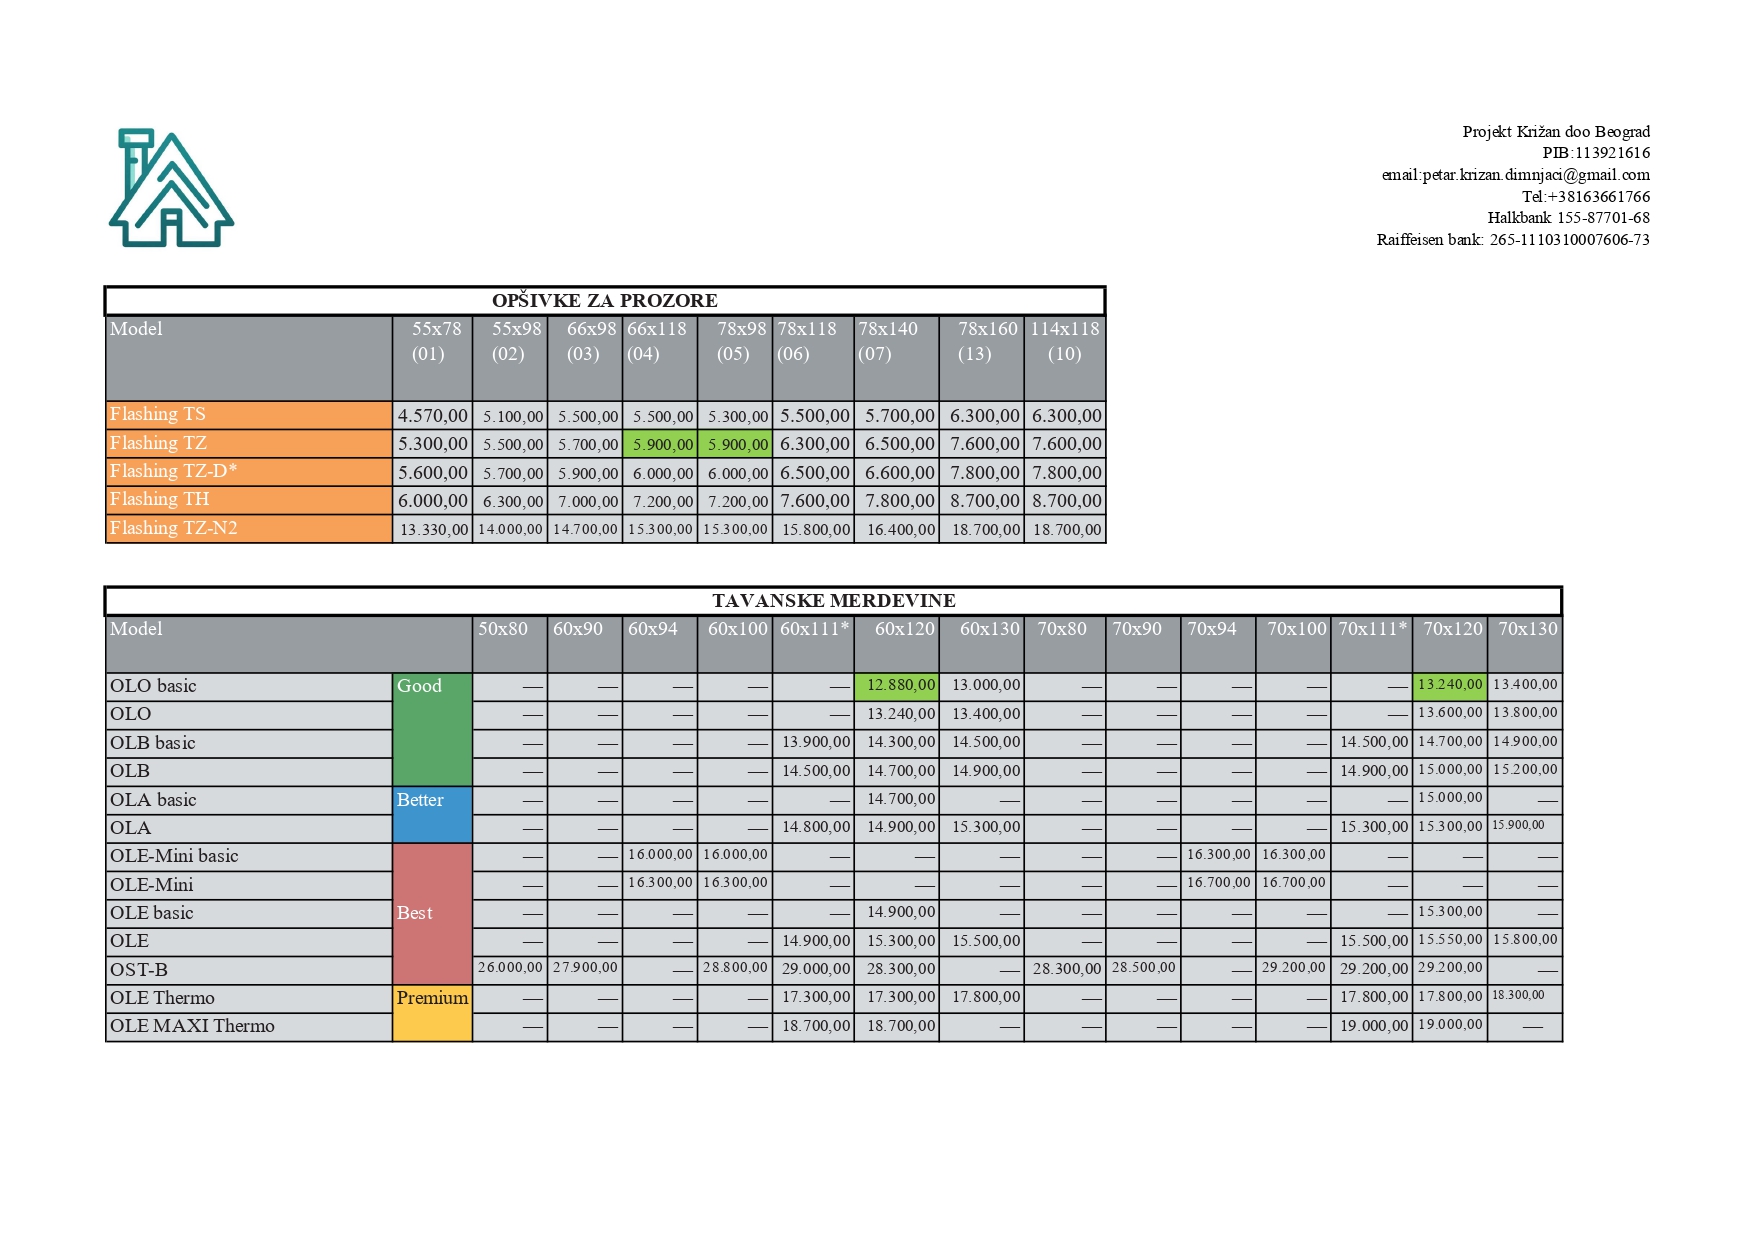 Projekt Križan doo Beograd
PIB:113921616
email:petar.krizan.dimnjaci@gmail.com
Tel:+38163661766
Halkbank 155-87701-68
Raiffeisen bank: 265-1110310007606-73
OPŠIVKE ZA PROZORE
Model 55x78 (01) 55x98 (02) 66x98 (03) 66x118 (04) 78x98 (05) 78x118 (06) 78x140 (07) 78x160 (13) 114x118 (10)
Flashing TS 4.570,00 5.100,00 5.500,00 5.500,00 5.300,00 5.500,00 5.700,00 6.300,00 6.300,00
Flashing TZ 5.300,00 5.500,00 5.700,00 5.900,00 5.900,00 6.300,00 6.500,00 7.600,00 7.600,00
Flashing TZ-D* 5.600,00 5.700,00 5.900,00 6.000,00 6.000,00 6.500,00 6.600,00 7.800,00 7.800,00
Flashing TH 6.000,00 6.300,00 7.000,00 7.200,00 7.200,00 7.600,00 7.800,00 8.700,00 8.700,00
Flashing TZ-N2 13.330,00 14.000,00 14.700,00 15.300,00 15.300,00 15.800,00 16.400,00 18.700,00 18.700,00
TAVANSKE MERDEVINE
Model 50x80 60x90 60x94 60x100 60x111* 60x120 60x130 70x80 70x90 70x94 70x100 70x111* 70x120 70x130
OLO basic Good — — — — — 12.880,00 13.000,00 — — — — — 13.240,00 13.400,00
OLO — — — — — 13.240,00 13.400,00 — — — — — 13.600,00 13.800,00
OLB basic — — — — 13.900,00 14.300,00 14.500,00 — — — — 14.500,00 14.700,00 14.900,00
OLB — — — — 14.500,00 14.700,00 14.900,00 — — — — 14.900,00 15.000,00 15.200,00
OLA basic Better — — — — — 14.700,00 — — — — — — 15.000,00 —
OLA — — — — 14.800,00 14.900,00 15.300,00 — — — — 15.300,00 15.300,00 15.900,00
OLE-Mini basic — — 16.000,00 16.000,00 — — — — — 16.300,00 16.300,00 — — —
OLE-Mini — — 16.300,00 16.300,00 — — — — — 16.700,00 16.700,00 — — —
OLE basic Best — — — — — 14.900,00 — — — — — — 15.300,00 —
OLE — — — — 14.900,00 15.300,00 15.500,00 — — — — 15.500,00 15.550,00 15.800,00
OST-B 26.000,00 27.900,00 — 28.800,00 29.000,00 28.300,00 — 28.300,00 28.500,00 — 29.200,00 29.200,00 29.200,00 —
OLE Thermo Premium — — — — 17.300,00 17.300,00 17.800,00 — — — — 17.800,00 17.800,00 18.300,00
OLE MAXI Thermo — — — — 18.700,00 18.700,00 — — — — — 19.000,00 19.000,00 —